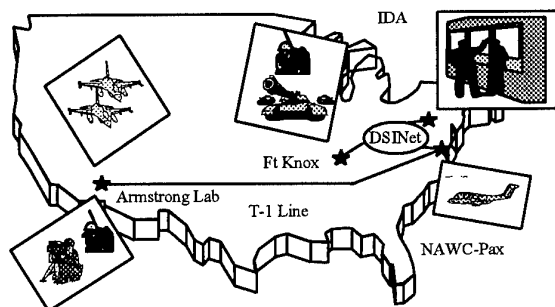 IDA
DSINet
Ft Knox
Armstrong Lab
T-1 Line
NAWC-Pax